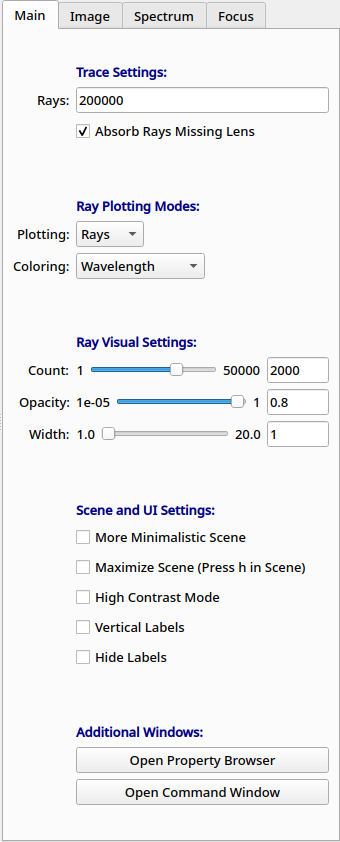 Main Image Spectrum Focus
Trace Settings:
Rays: 200000
Absorb Rays Missing Lens
Ray Plotting Modes:
Plotting: Rays
Coloring: Wavelength
Ray Visual Settings:
Count: 1 50000 2000
Opacity: 1e-05 1 0.8
Width: 1.0 20.0 1
Scene and UI Settings:
More Minimalistic Scene
Maximize Scene (Press h in Scene)
High Contrast Mode
Vertical Labels
Hide Labels
Additional Windows:
Open Property Browser
Open Command Window